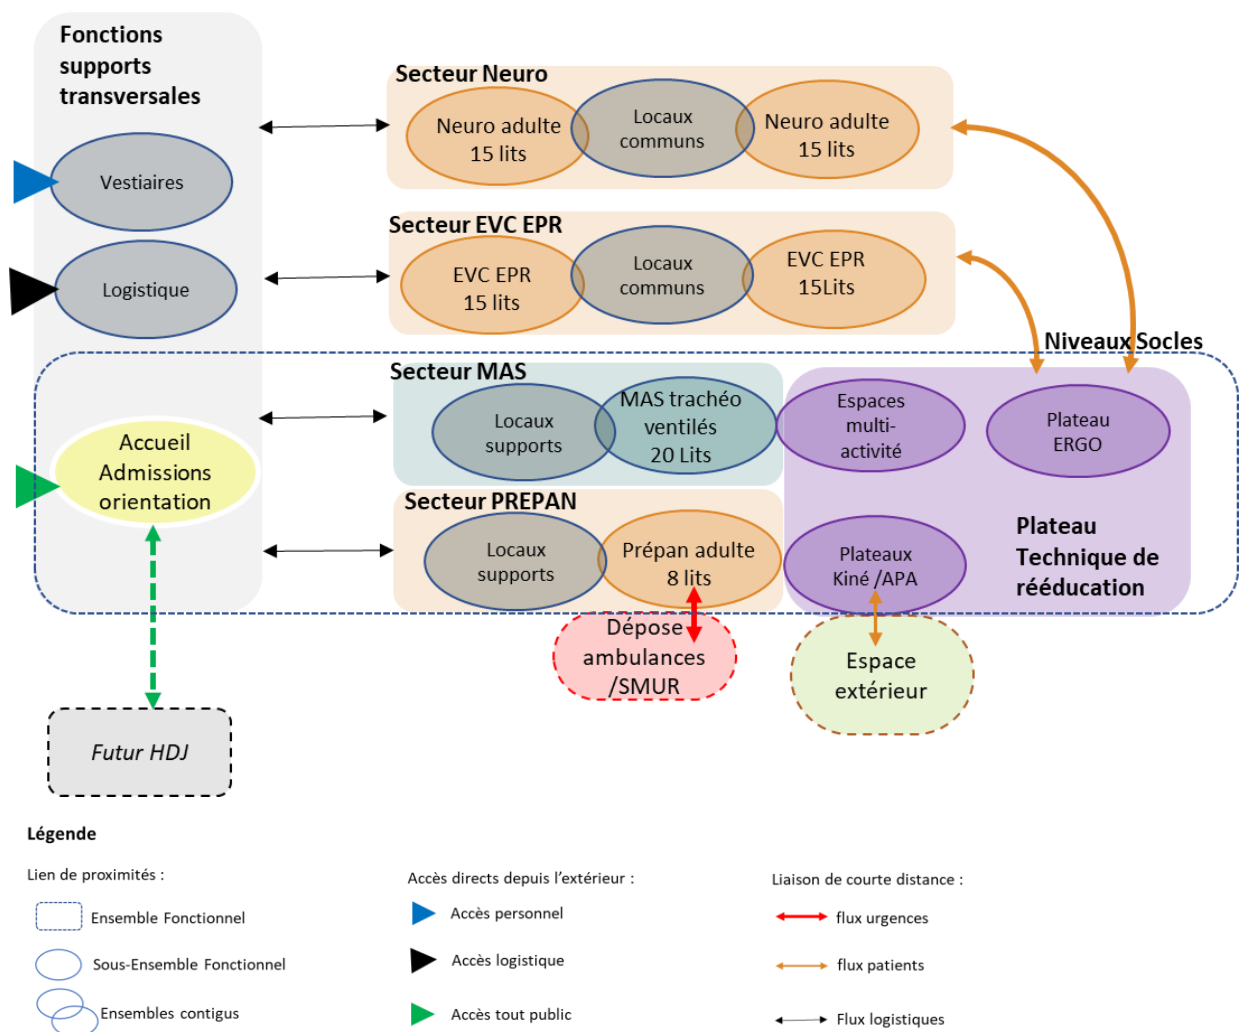 Fonctions
supports
transversales
Vestiaires
Logistique
Accueil
Admissions
orientation
Futur HDJ
Secteur Neuro
Neuro adulte
15 lits
Locaux
communs
Neuro adulte
15 lits
Secteur EVC EPR
EVC EPR
15 lits
Locaux
communs
EVC EPR
15Lits
Niveaux Socles
Secteur MAS
Locaux
supports
MAS trachéo
ventilés
20 Lits
Espaces
multi-
activité
Plateau
ERGO
Secteur PREPAN
Locaux
supports
Prépan adulte
8 lits
Plateaux
Kiné /APA
Plateau
Technique de
rééducation
Dépose
ambulances
/SMUR
Espace
extérieur
Légende
Lien de proximités :
Ensemble Fonctionnel
Sous-Ensemble Fonctionnel
Ensembles contigus
Accès directs depuis l’extérieur :
Accès personnel
Accès logistique
Accès tout public
Liaison de courte distance :
flux urgences
flux patients
Flux logistiques